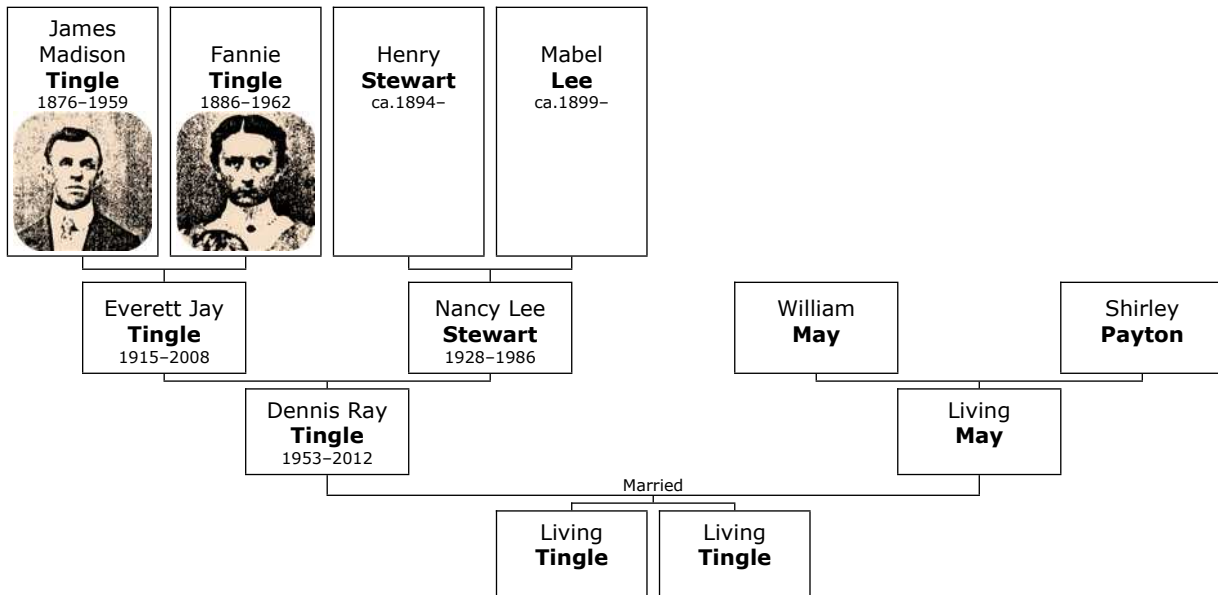 James
Madison
Tingle
1876–1959
Fannie
Tingle
1886–1962
Henry
Stewart
ca.1894–
Mabel
Lee
ca.1899–
Everett Jay
Tingle
1915–2008
Nancy Lee
Stewart
1928–1986
William
May
Shirley
Payton
Dennis Ray
Tingle
1953–2012
Living
May
Married
Living
Tingle
Living
Tingle